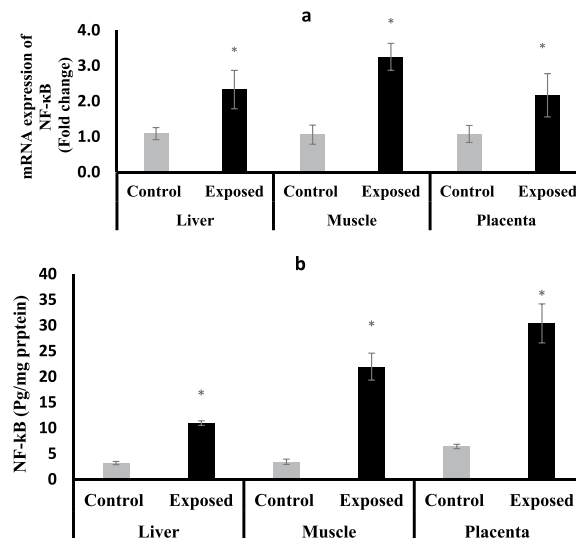 a
mRNA expression of
NF-κB
(Fold change)
4.0
3.0
2.0
1.0
0.0
*
*
*
Control Exposed Control Exposed Control Exposed
Liver Muscle Placenta
b
NF-kB (Pg/mg prptein)
40
35
30
25
20
15
10
5
0
*
*
*
Control Exposed Control Exposed Control Exposed
Liver Muscle Placenta